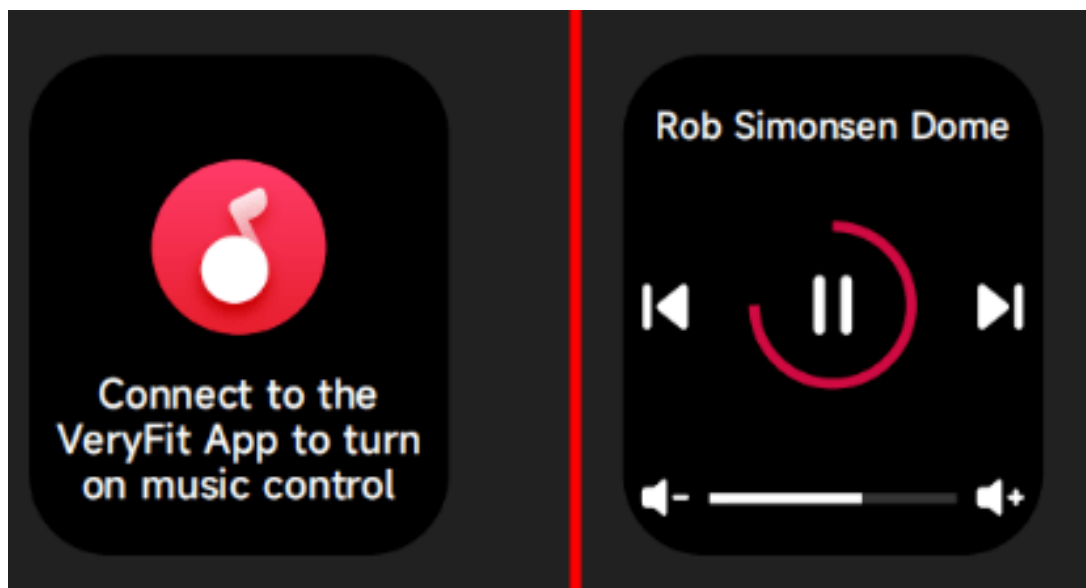 Connect to the
VeryFit App to turn
on music control
Rob Simonsen Dome